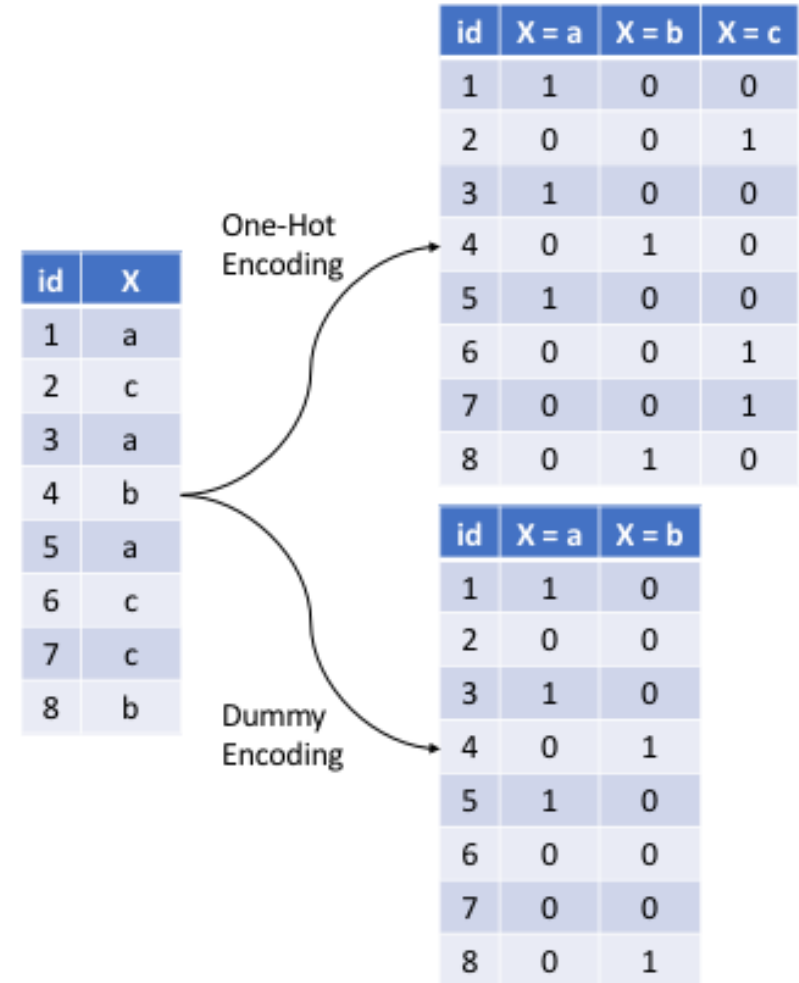 id X
1 a
2 c
3 a
4 b
5 a
6 c
7 c
8 b
One-Hot
Encoding
id X = a X = b X = c
1 1 0 0
2 0 0 1
3 1 0 0
4 0 1 0
5 1 0 0
6 0 0 1
7 0 0 1
8 0 1 0
Dummy
Encoding
id X = a X = b
1 1 0
2 0 0
3 1 0
4 0 1
5 1 0
6 0 0
7 0 0
8 0 1